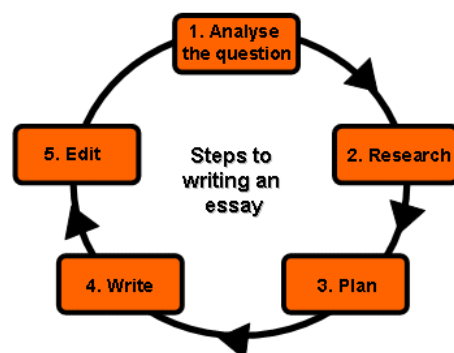 1. Analyse
the question
2. Research
3. Plan
4. Write
5. Edit
Steps to
writing an
essay